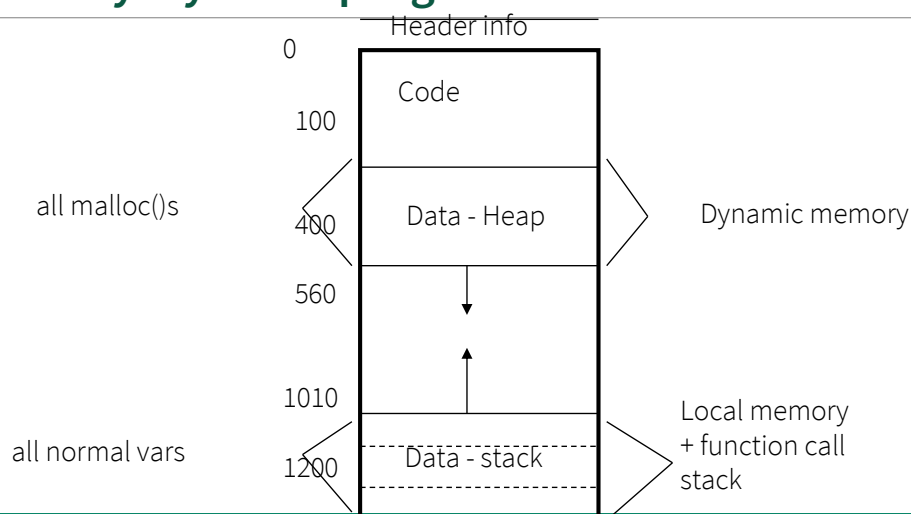 Header info
0
Code
100
all malloc()s
400
Data - Heap
Dynamic memory
560
1010
Local memory
+ function call
stack
all normal vars
1200
Data - stack